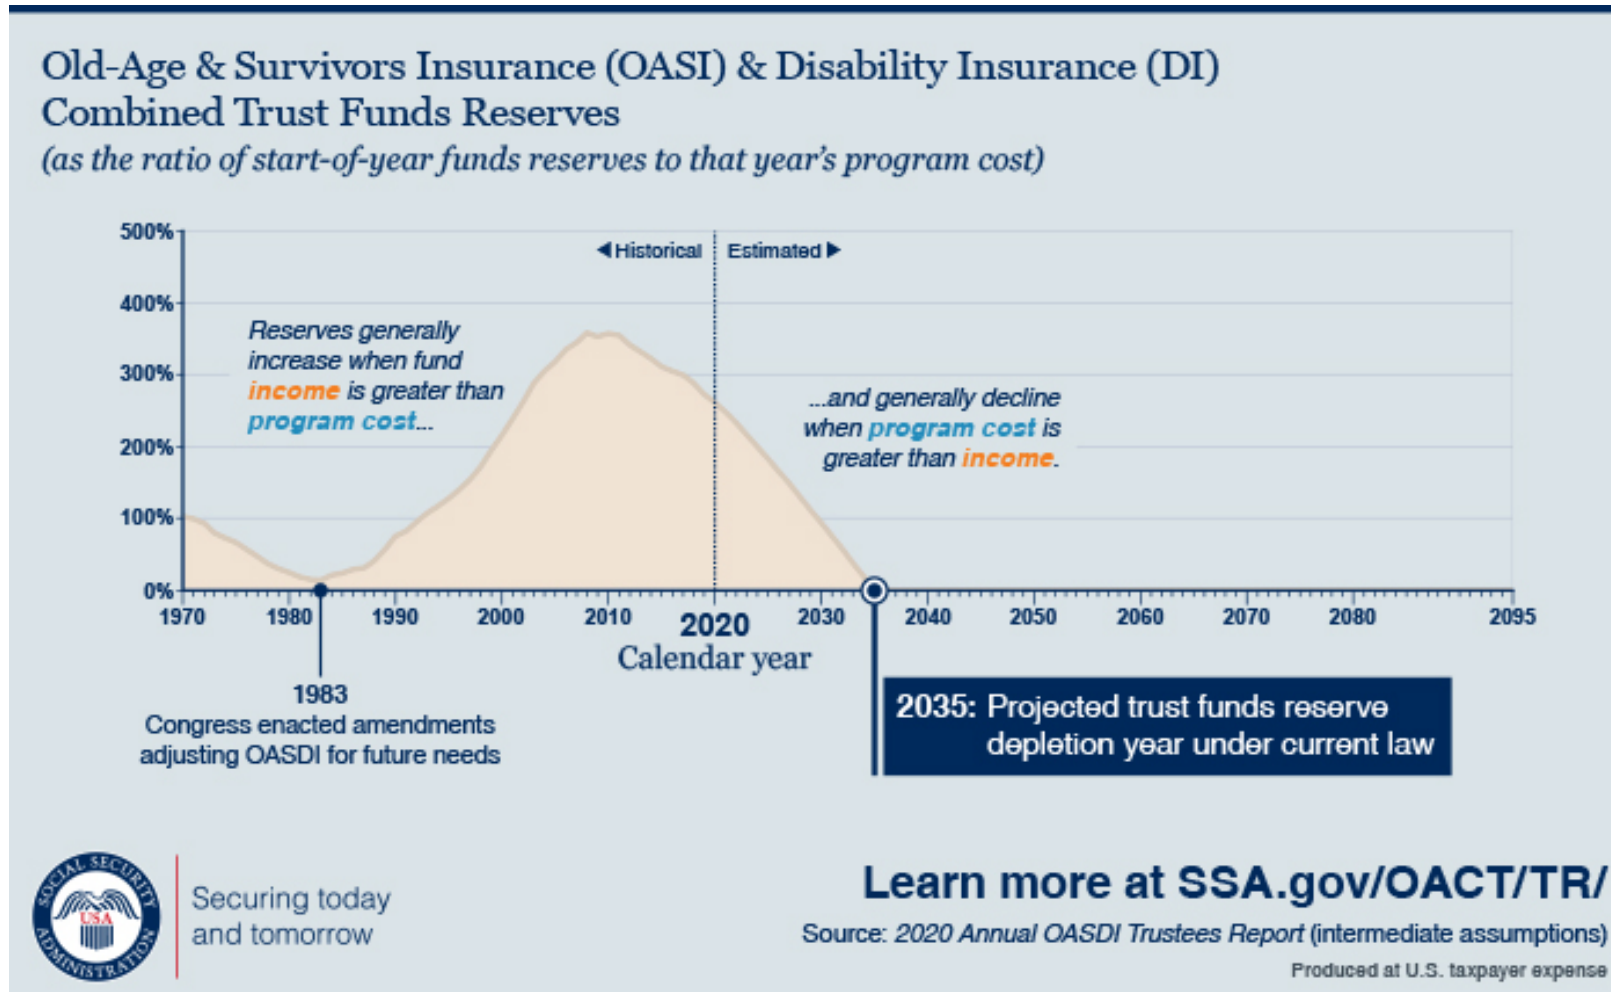 Old-Age & Survivors Insurance (OASI) & Disability Insurance (DI)
Combined Trust Funds Reserves
(as the ratio of start-of-year funds reserves to that year's program cost)
500%
400%
300%
200%
100%
0%
◀Historical
Estimated▶
Reserves generally
increase when fund
income is greater than
program cost...
...and generally decline
when program cost is
greater than income.
1970 1980 1990 2000 2010 2020 2030 2040 2050 2060 2070 2080 2095
Calendar year
1983
Congress enacted amendments
adjusting OASDI for future needs
2035: Projected trust funds reserve
depletion year under current law
SOCIAL SECURITY
USA
ADMINISTRATION
Securing today
and tomorrow
Learn more at SSA.gov/OACT/TR/
Source: 2020 Annual OASDI Trustees Report (intermediate assumptions)
Produced at U.S. taxpayer expense